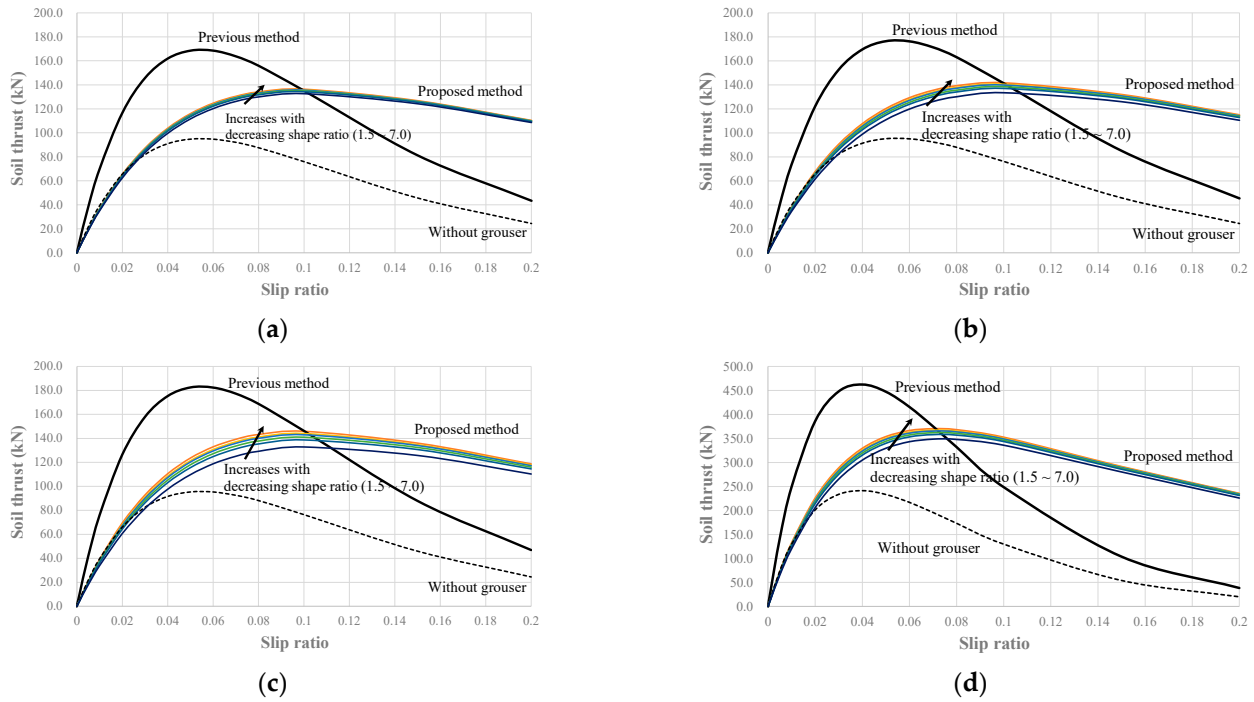 200.0
180.0
160.0
140.0
120.0
100.0
80.0
60.0
40.0
20.0
0.0
Soil thrust (kN)
Previous method
Proposed method
Increases with
decreasing shape ratio (1.5 ~ 7.0)
Without grouser
0 0.02 0.04 0.06 0.08 0.1 0.12 0.14 0.16 0.18 0.2
Slip ratio
(a)
200.0
180.0
160.0
140.0
120.0
100.0
80.0
60.0
40.0
20.0
0.0
Soil thrust (kN)
Previous method
Proposed method
Increases with
decreasing shape ratio (1.5 ~ 7.0)
Without grouser
0 0.02 0.04 0.06 0.08 0.1 0.12 0.14 0.16 0.18 0.2
Slip ratio
(b)
200.0
180.0
160.0
140.0
120.0
100.0
80.0
60.0
40.0
20.0
0.0
Soil thrust (kN)
Previous method
Proposed method
Increases with
decreasing shape ratio (1.5 ~ 7.0)
Without grouser
0 0.02 0.04 0.06 0.08 0.1 0.12 0.14 0.16 0.18 0.2
Slip ratio
(c)
500.0
450.0
400.0
350.0
300.0
250.0
200.0
150.0
100.0
50.0
0.0
Soil thrust (kN)
Previous method
Proposed method
Increases with
decreasing shape ratio (1.5 ~ 7.0)
Without grouser
0 0.02 0.04 0.06 0.08 0.1 0.12 0.14 0.16 0.18 0.2
Slip ratio
(d)